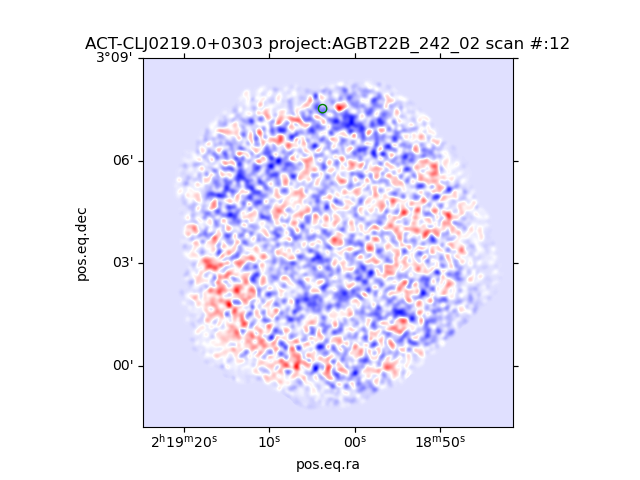 ACT-CLJ0219.0+0303 project:AGBT22B_242_02 scan #:12
3°09'
06'
03'
00'
pos.eq.dec
2ʰ19ᵐ20ˢ 10ˢ 00ˢ 18ᵐ50ˢ
pos.eq.ra